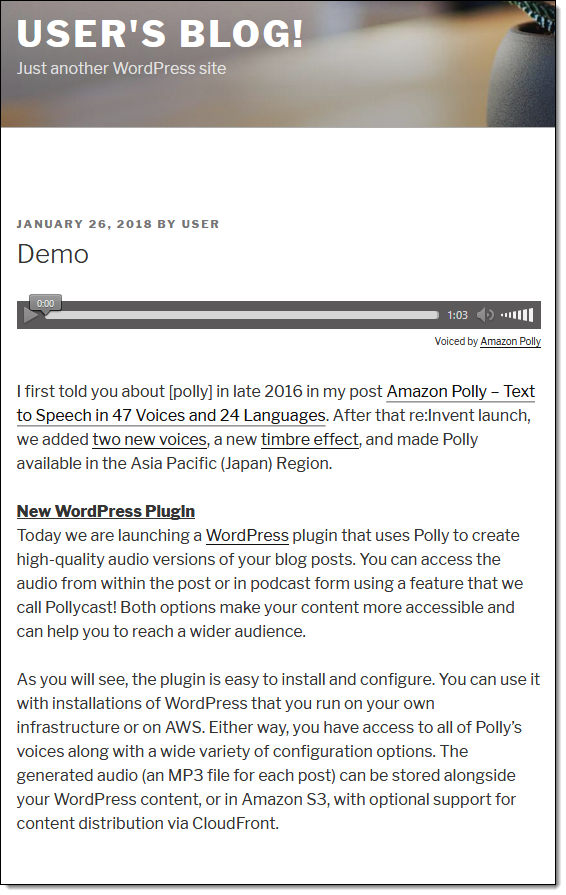 USER'S BLOG!
Just another WordPress site
JANUARY 26, 2018 BY USER
Demo
0:00
1:03
Voiced by Amazon Polly
I first told you about [polly] in late 2016 in my post Amazon Polly – Text
to Speech in 47 Voices and 24 Languages. After that re:Invent launch,
we added two new voices, a new timbre effect, and made Polly
available in the Asia Pacific (Japan) Region.
New WordPress PlugIn
Today we are launching a WordPress plugin that uses Polly to create
high-quality audio versions of your blog posts. You can access the
audio from within the post or in podcast form using a feature that we
call Pollycast! Both options make your content more accessible and
can help you to reach a wider audience.
As you will see, the plugin is easy to install and configure. You can use it
with installations of WordPress that you run on your own
infrastructure or on AWS. Either way, you have access to all of Polly’s
voices along with a wide variety of configuration options. The
generated audio (an MP3 file for each post) can be stored alongside
your WordPress content, or in Amazon S3, with optional support for
content distribution via CloudFront.